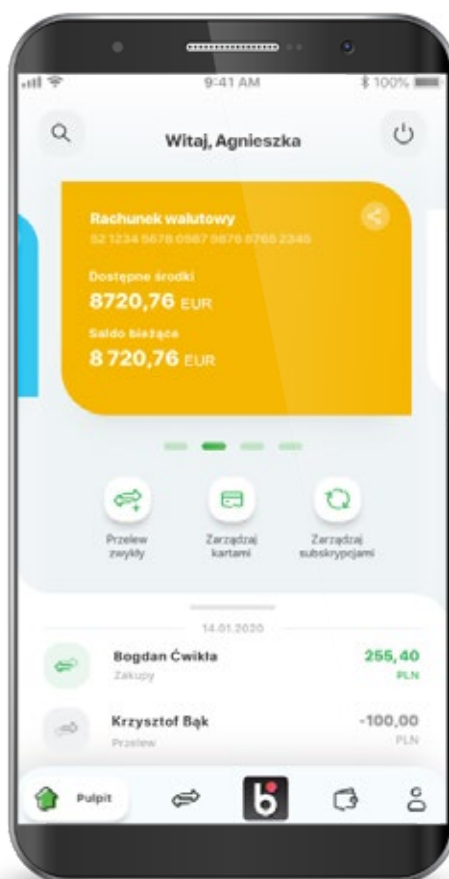 9:41 AM
100%
Witaj, Agnieszka
Rachunek walutowy
Dostępne środki
8720,76 EUR
Saldo bieżące
8 720,76 EUR
Przelew
zwykły
Zarządzaj
kartami
Zarządzaj
subskrypcjami
14.01.2020
Bogdan Ćwikła
255,40
Zakupy
PLN
Krzysztof Bąk
-100,00
Przelew
PLN
Pulpit
b